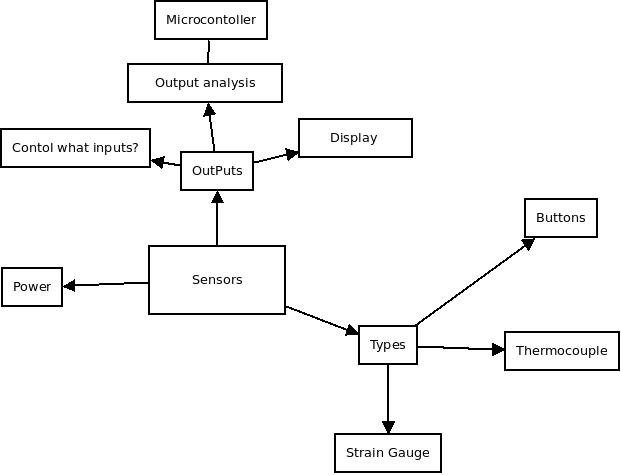 Microcontoller
Output analysis
Display
Contol what inputs?
OutPuts
Buttons
Sensors
Power
Types
Thermocouple
Strain Gauge